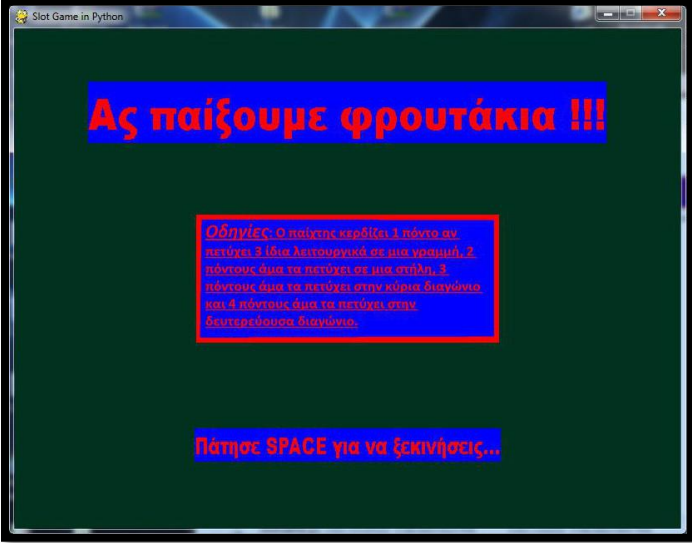 Slot Game in Python
Ας παίξουμε φρουτάκια !!!
Οδηγίες: Ο παίχτης κερδίζει 1 πόντο αν
πετύχει 3 ίδια λειτουργικά σε μια γραμμή, 2
πόντους άμα τα πετύχει σε μια στήλη, 3
πόντους άμα τα πετύχει στην κύρια διαγώνιο
και 4 πόντους άμα τα πετύχει στην
δευτερεύουσα διαγώνιο.
Πάτησε SPACE για να ξεκινήσεις...